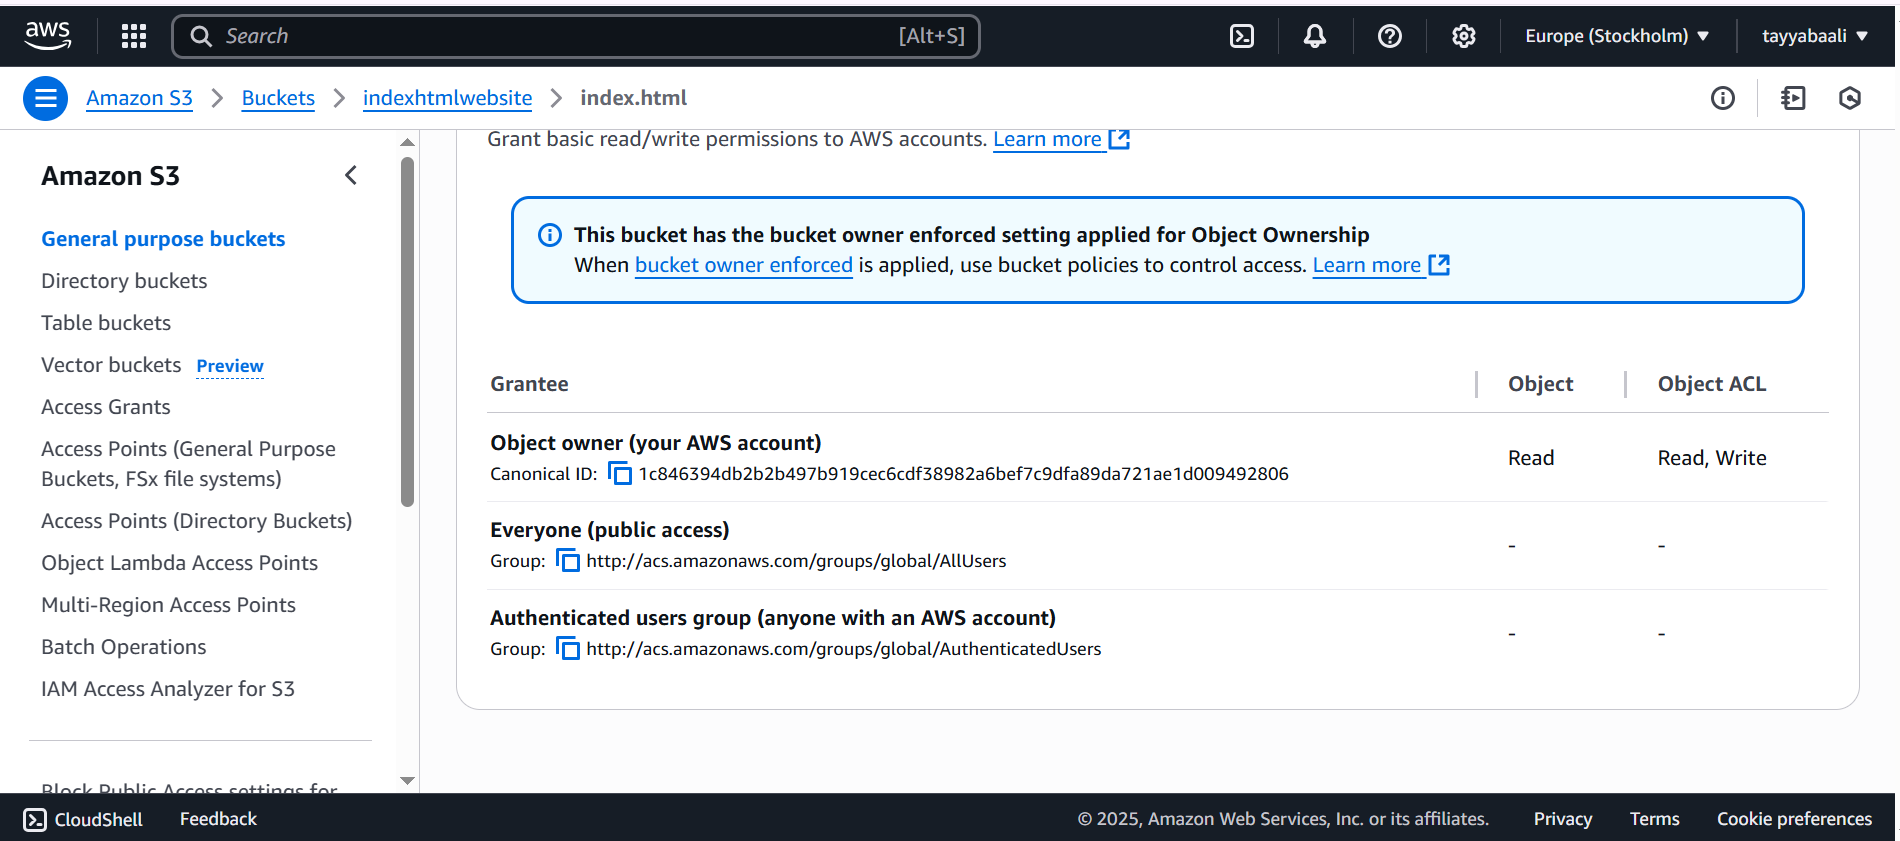 aws
Search [Alt+S]
Europe (Stockholm)
tayyabaali
Amazon S3
Buckets
indexhtmlwebsite
index.html
Amazon S3
General purpose buckets
Directory buckets
Table buckets
Vector buckets Preview
Access Grants
Access Points (General Purpose
Buckets, FSx file systems)
Access Points (Directory Buckets)
Object Lambda Access Points
Multi-Region Access Points
Batch Operations
IAM Access Analyzer for S3
Block Public Access settings for
Grant basic read/write permissions to AWS accounts. Learn more
This bucket has the bucket owner enforced setting applied for Object Ownership
When bucket owner enforced is applied, use bucket policies to control access. Learn more
Grantee Object Object ACL
Object owner (your AWS account)
Canonical ID: 1c846394db2b2b497b919cec6cdf38982a6bef7c9dfa89da721ae1d009492806
Read Read, Write
Everyone (public access)
Group: http://acs.amazonaws.com/groups/global/AllUsers
- -
Authenticated users group (anyone with an AWS account)
Group: http://acs.amazonaws.com/groups/global/AuthenticatedUsers
- -
CloudShell
Feedback
© 2025, Amazon Web Services, Inc. or its affiliates.
Privacy
Terms
Cookie preferences